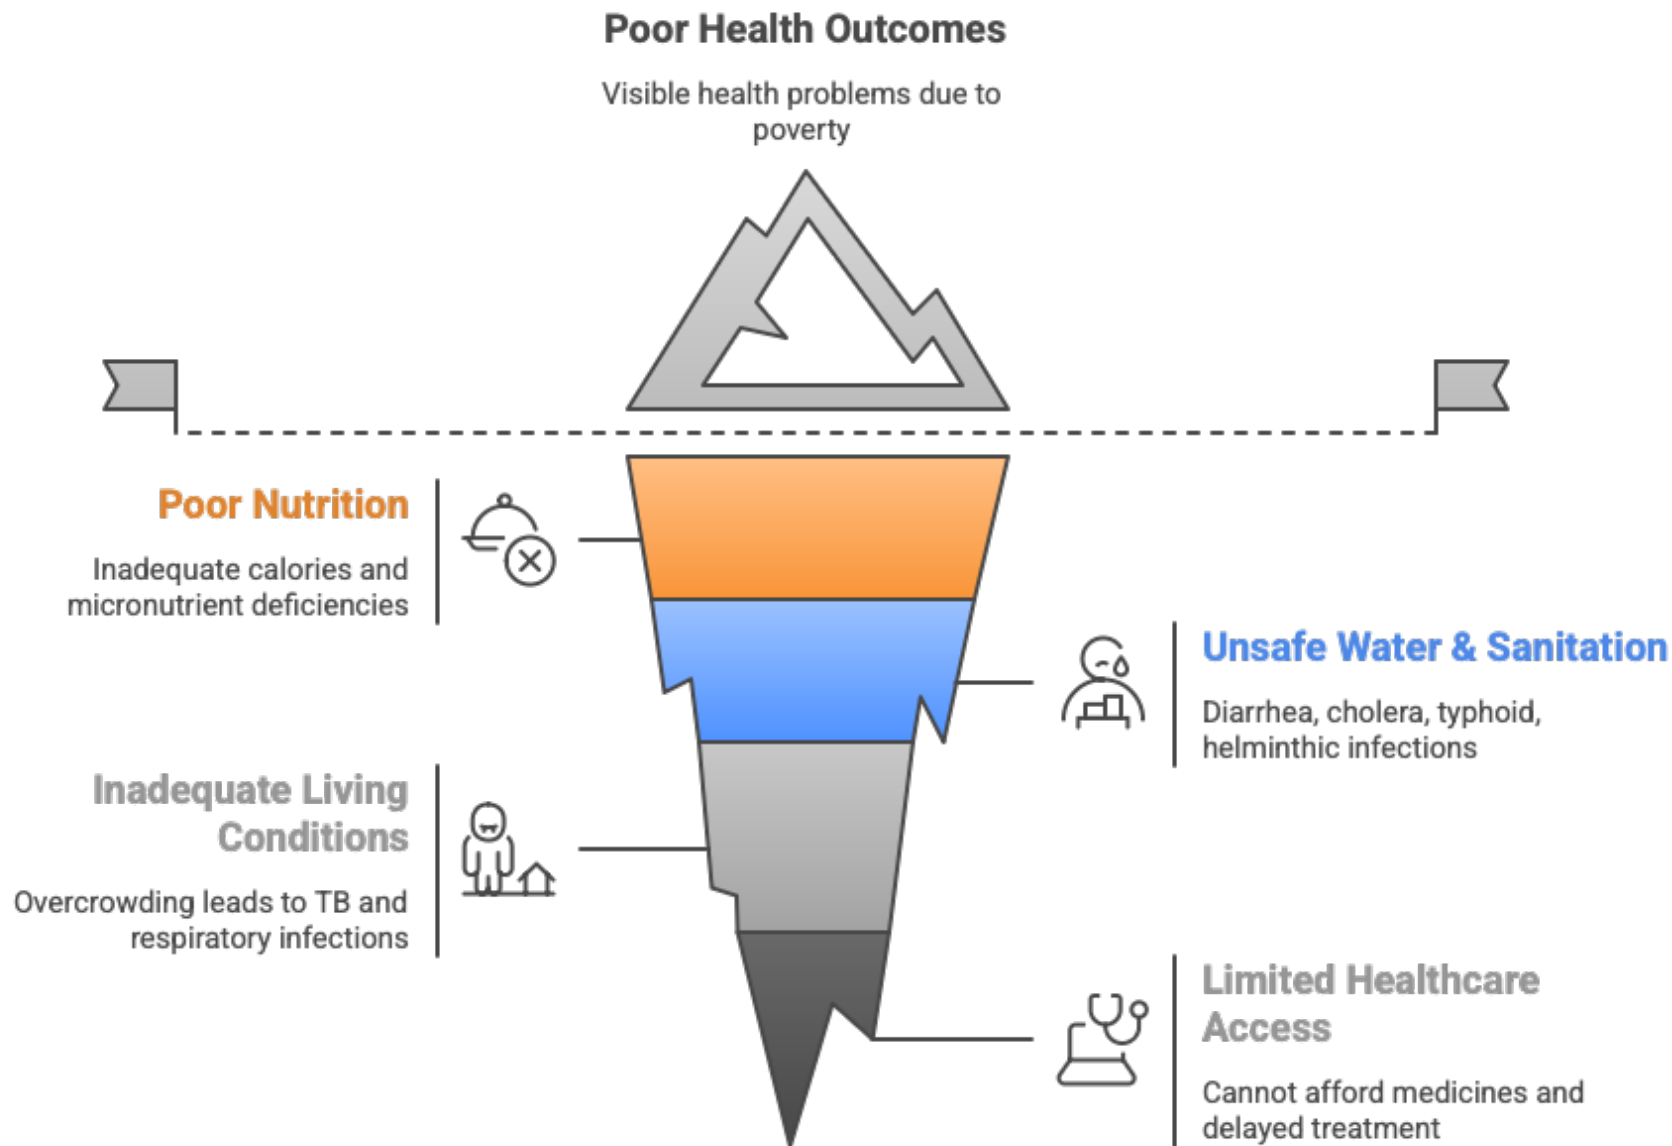 Poor Health Outcomes
Visible health problems due to
poverty
Poor Nutrition
Inadequate calories and
micronutrient deficiencies
Unsafe Water & Sanitation
Diarrhea, cholera, typhoid,
helminthic infections
Inadequate Living
Conditions
Overcrowding leads to TB and
respiratory infections
Limited Healthcare
Access
Cannot afford medicines and
delayed treatment